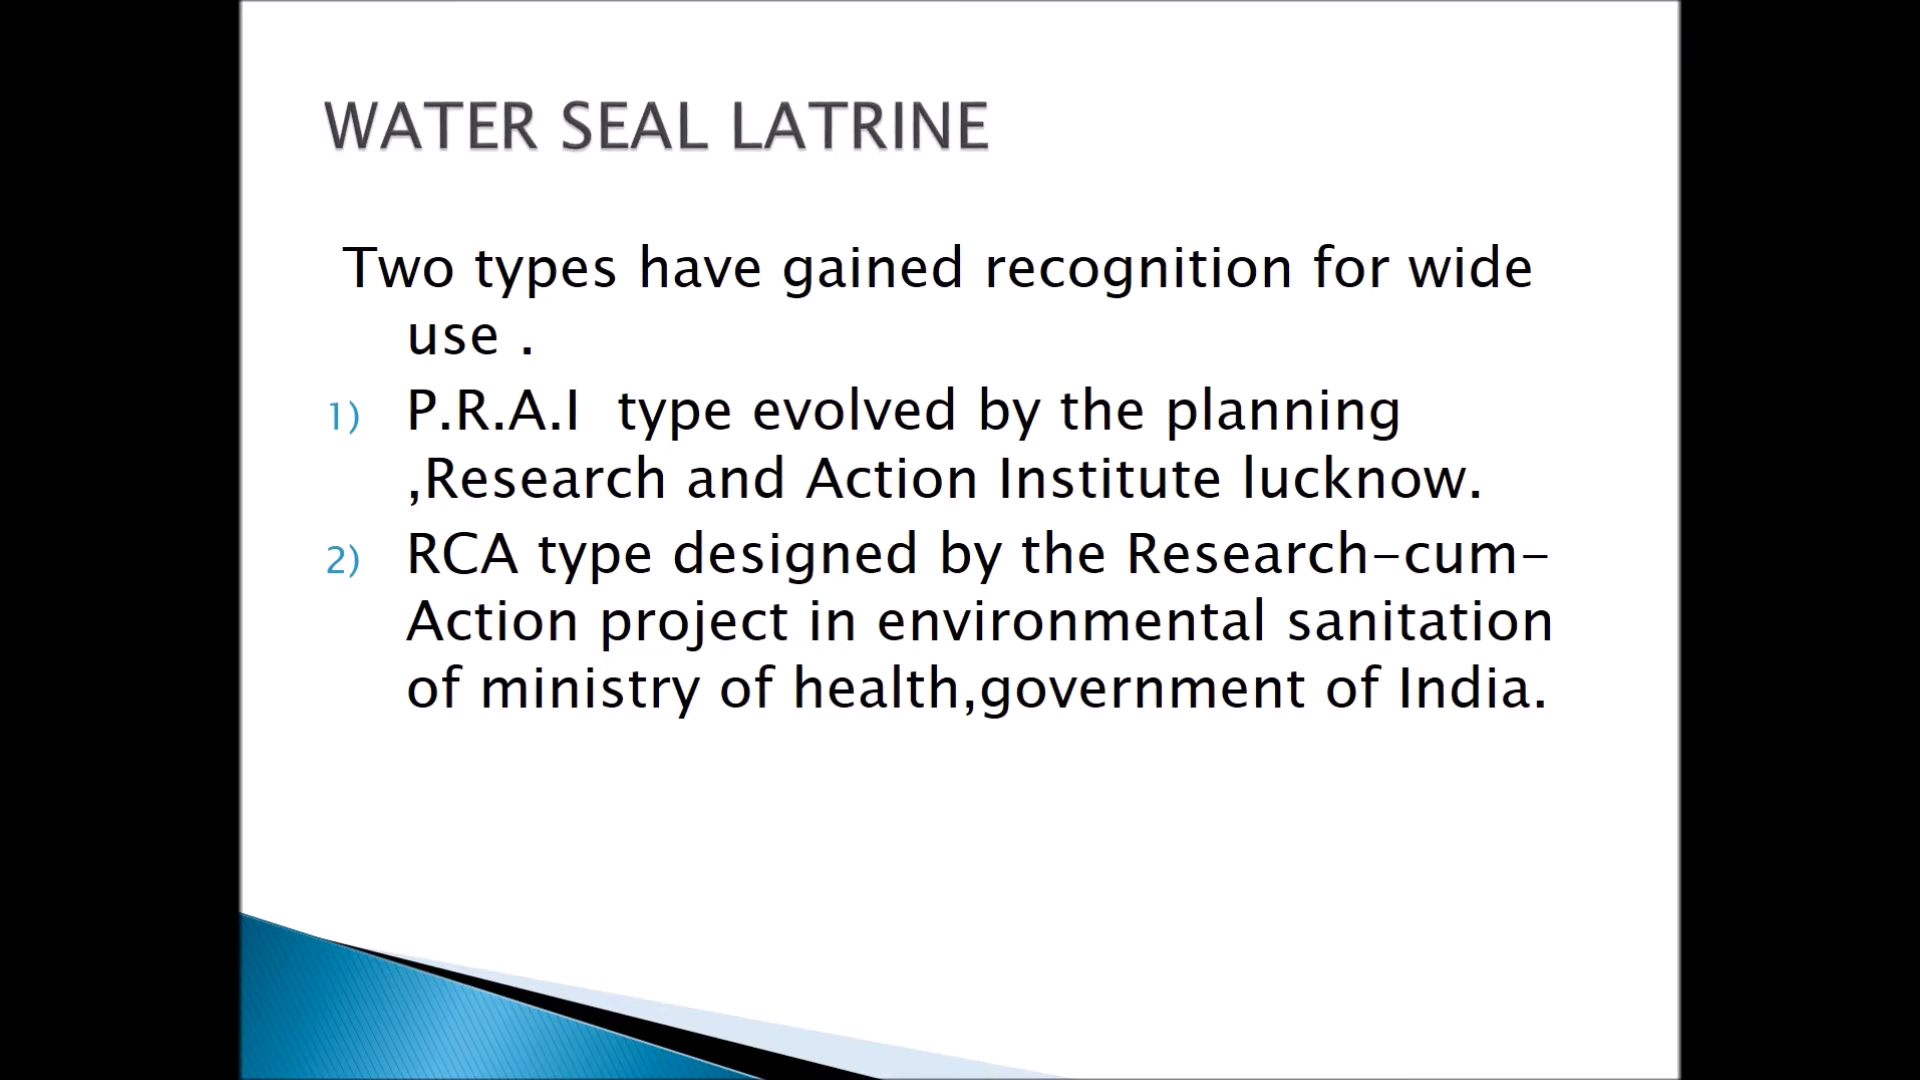 WATER SEAL LATRINE
Two types have gained recognition for wide
use .
1) P.R.A.I  type evolved by the planning
,Research and Action Institute lucknow.
2) RCA type designed by the Research-cum-
Action project in environmental sanitation
of ministry of health,government of India.